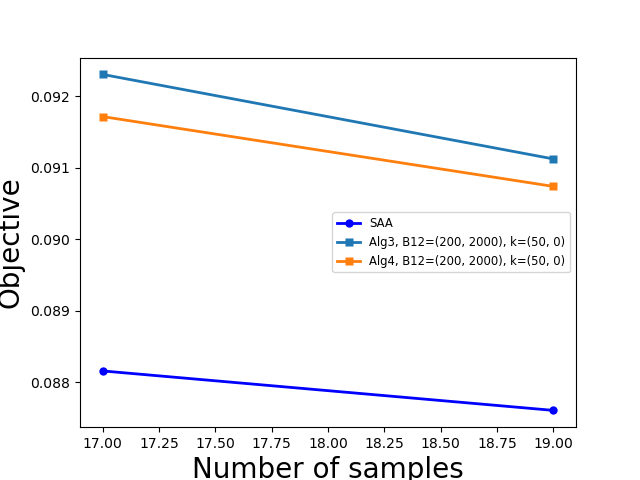 0.092
0.091
0.090
0.089
0.088
Objective
SAA
Alg3, B12=(200, 2000), k=(50, 0)
Alg4, B12=(200, 2000), k=(50, 0)
17.00 17.25 17.50 17.75 18.00 18.25 18.50 18.75 19.00
Number of samples